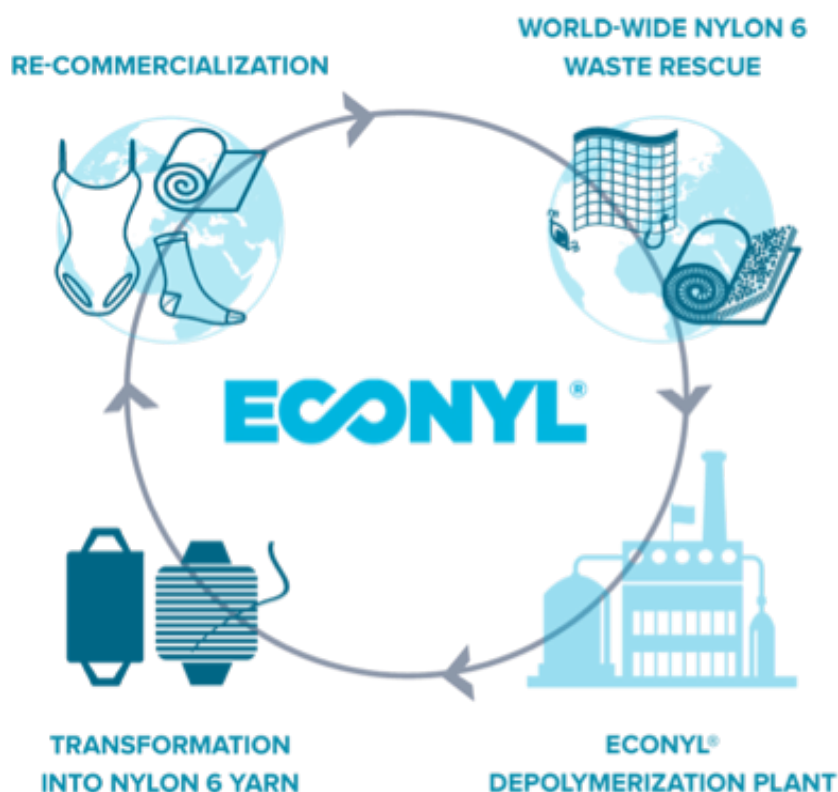 WORLD-WIDE NYLON 6
WASTE RESCUE
RE-COMMERCIALIZATION
ECONYL®
TRANSFORMATION
INTO NYLON 6 YARN
ECONYL®
DEPOLYMERIZATION PLANT